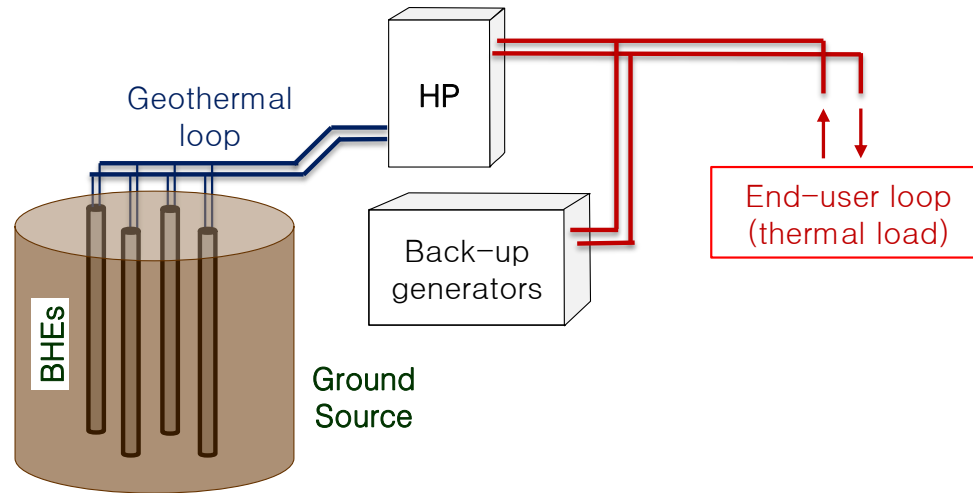 HP
Geothermal
loop
End-user loop
(thermal load)
Back-up
generators
BHEs
Ground
Source